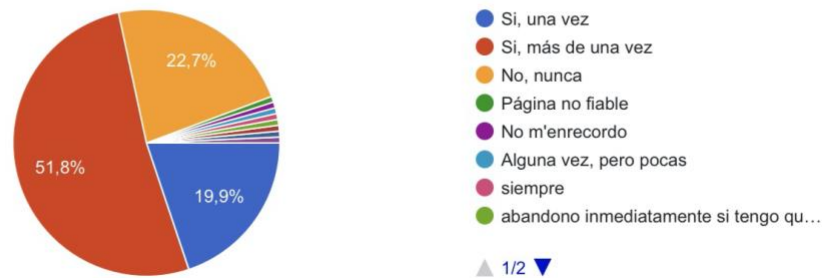 22,7%
51,8%
19,9%
Si, una vez
Si, más de una vez
No, nunca
Página no fiable
No m'enrecordo
Alguna vez, pero pocas
siempre
abandono inmediatamente si tengo qu…
1/2